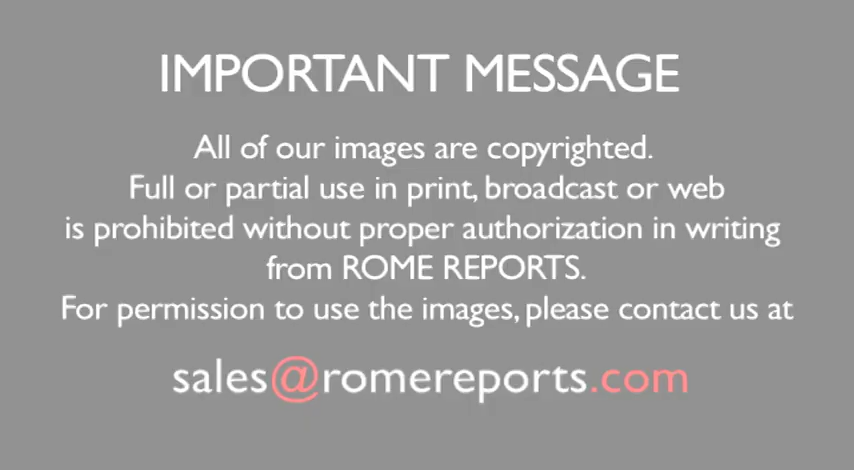 IMPORTANT MESSAGE
All of our images are copyrighted.
Full or partial use in print, broadcast or web
is prohibited without proper authorization in writing
from ROME REPORTS.
For permission to use the images, please contact us at
sales@romereports.com